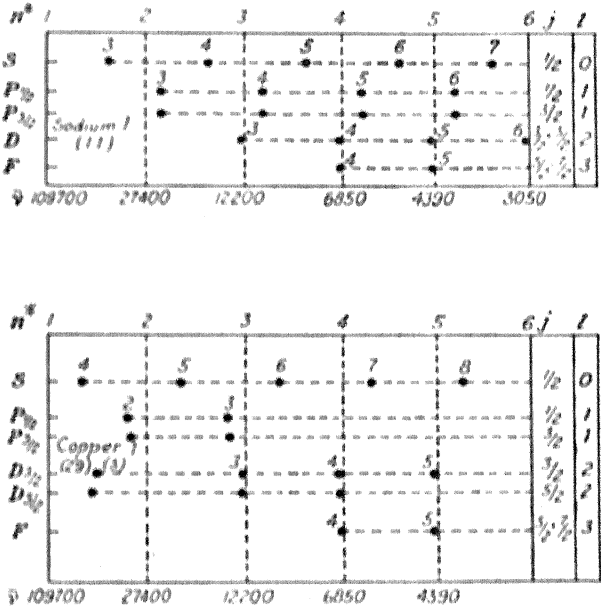 n* 1 2 3 4 5 6 j l
S 3 4 5 6 7 1/2 0
P1/2 3 4 5 6 1/2 1
P3/2 3/2 1
Sodium 1
D 3 4 5 6 3/2, 5/2 2
(11)
F 4 5 5/2, 7/2 3
ṽ 109700 27400 12200 6850 4390 3050
n* 1 2 3 4 5 6 j l
S 4 5 6 7 8 1/2 0
P1/2 2 3 1/2 1
P3/2 3/2 1
Copper 1
(29)
D3/2 3 4 5 3/2 2
D5/2 5/2 2
F 4 5 5/2, 7/2 3
ṽ 109700 27400 12200 6850 4390